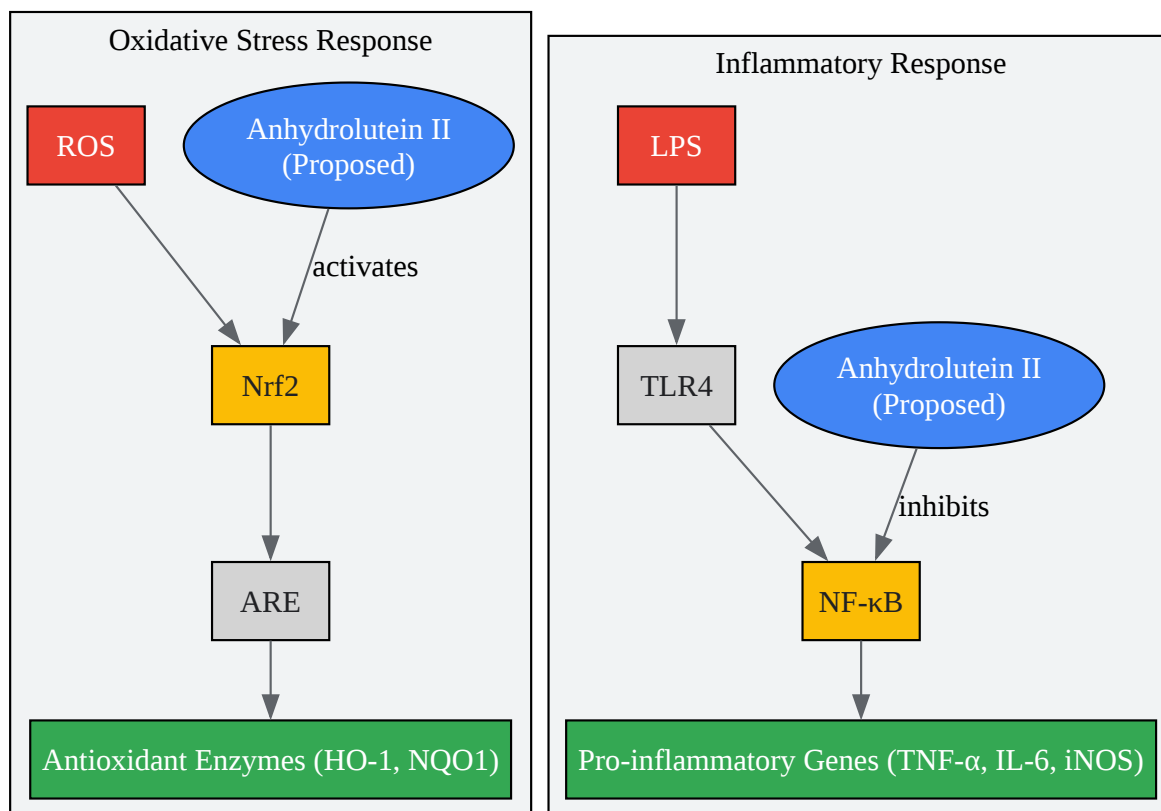 Oxidative Stress Response
ROS
Anhydrolutein II
(Proposed)
activates
Nrf2
ARE
Antioxidant Enzymes (HO-1, NQO1)
Inflammatory Response
LPS
TLR4
Anhydrolutein II
(Proposed)
inhibits
NF-κB
Pro-inflammatory Genes (TNF-α, IL-6, iNOS)